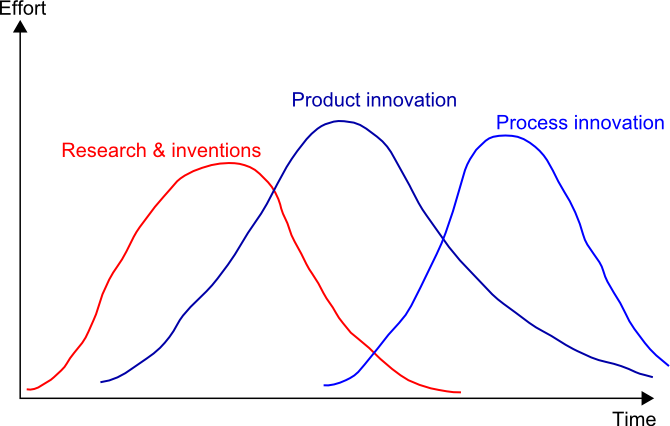 Effort
Product innovation
Process innovation
Research & inventions
Time